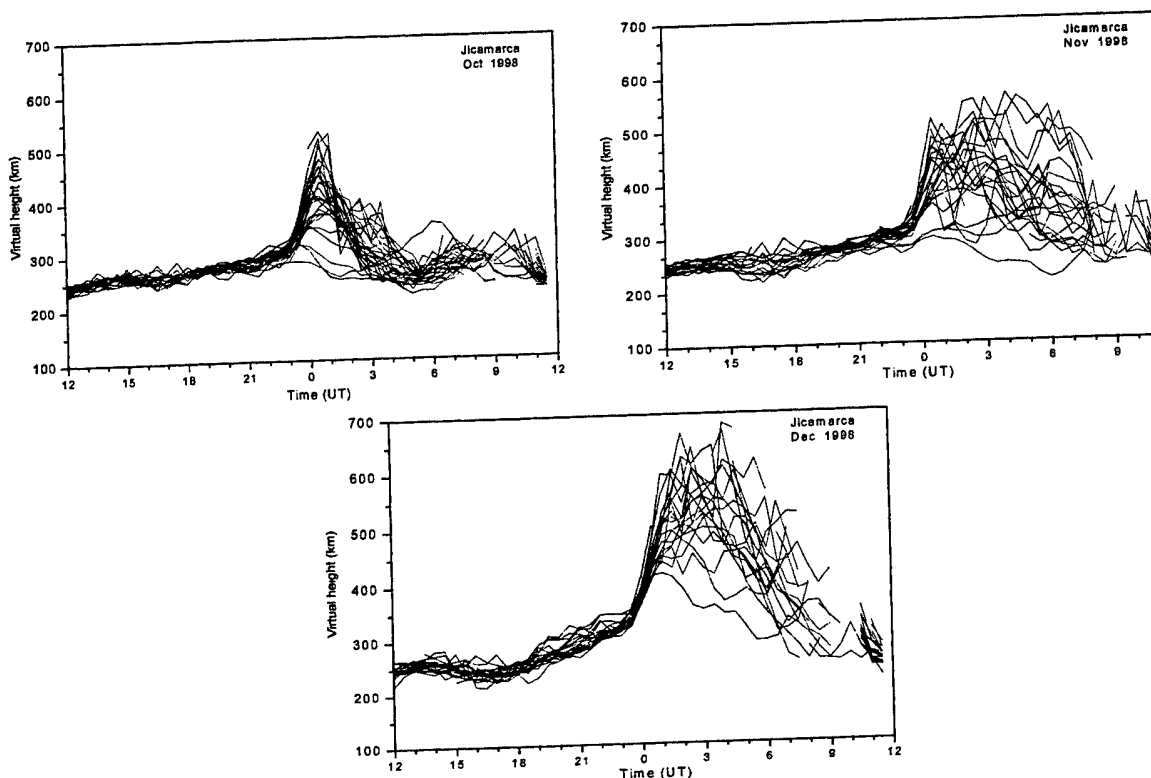 Jicamarca
Oct 1998
700
600
500
400
300
200
100
Virtual height (km)
12 15 18 21 0 3 6 9 12
Time (UT)
Jicamarca
Nov 1998
700
600
500
400
300
200
100
Virtual height (km)
12 15 18 21 0 3 6 9
Time (UT)
Jicamarca
Dec 1998
700
600
500
400
300
200
100
Virtual height (km)
12 15 18 21 0 3 6 9 12
Time (UT)